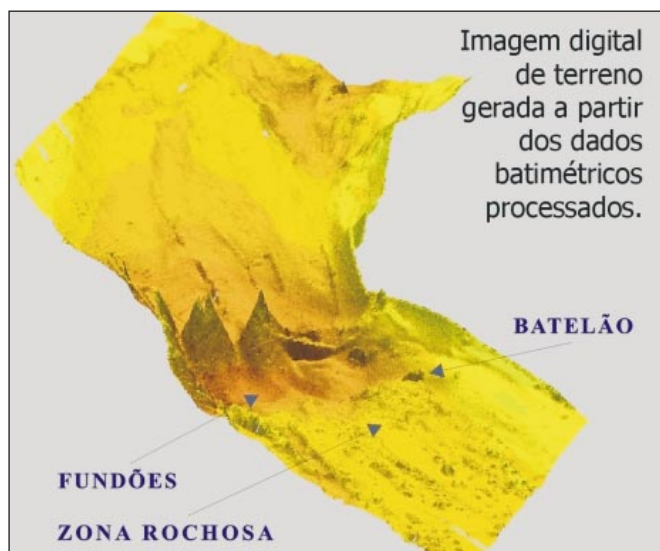 Imagem digital
de terreno
gerada a partir
dos dados
batimétricos
processados.
BATELÃO
FUNDÕES
ZONA ROCHOSA